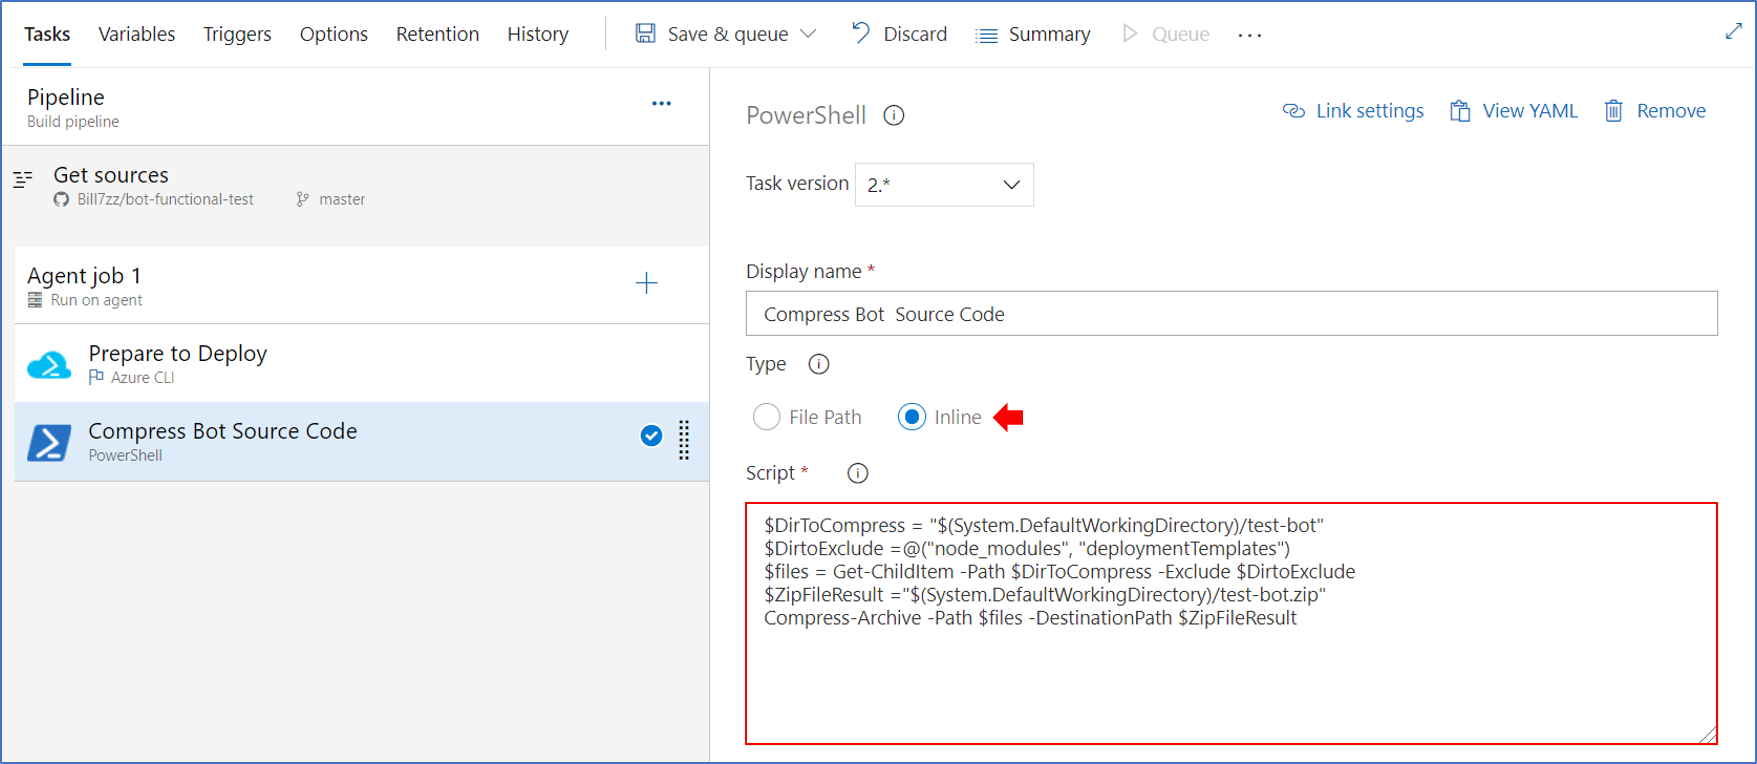 Tasks Variables Triggers Options Retention History Save & queue Discard Summary Queue ...
Pipeline ...
Build pipeline
Get sources
Bill7zz/bot-functional-test master
Agent job 1 +
Run on agent
Prepare to Deploy
Azure CLI
Compress Bot Source Code
PowerShell
PowerShell Link settings View YAML Remove
Task version 2.*
Display name *
Compress Bot  Source Code
Type
File Path Inline
Script *
$DirToCompress = "$(System.DefaultWorkingDirectory)/test-bot"
$DirtoExclude =@("node_modules", "deploymentTemplates")
$files = Get-ChildItem -Path $DirToCompress -Exclude $DirtoExclude
$ZipFileResult ="$(System.DefaultWorkingDirectory)/test-bot.zip"
Compress-Archive -Path $files -DestinationPath $ZipFileResult